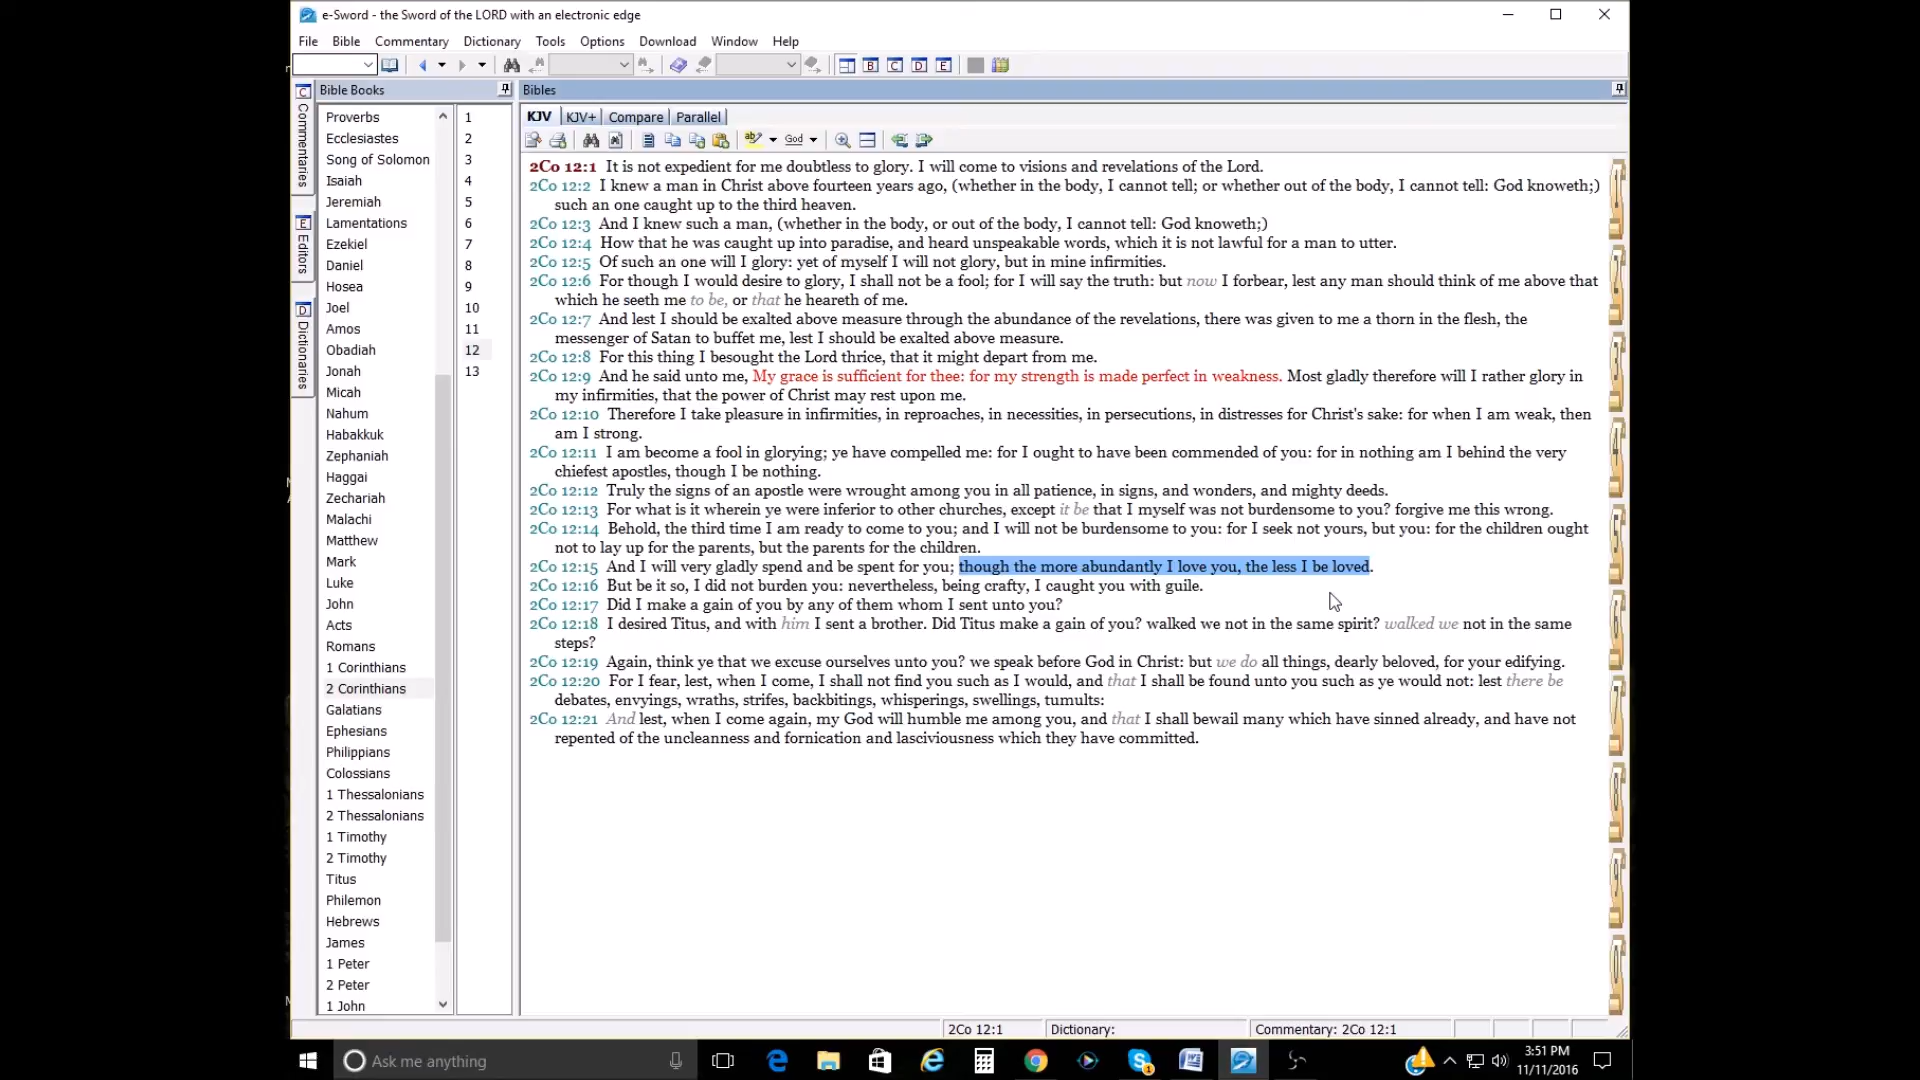 e-Sword - the Sword of the LORD with an electronic edge
File Bible Commentary Dictionary Tools Options Download Window Help
Bible Books
Bibles
Commentaries
Editors
Dictionaries
Proverbs
Ecclesiastes
Song of Solomon
Isaiah
Jeremiah
Lamentations
Ezekiel
Daniel
Hosea
Joel
Amos
Obadiah
Jonah
Micah
Nahum
Habakkuk
Zephaniah
Haggai
Zechariah
Malachi
Matthew
Mark
Luke
John
Acts
Romans
1 Corinthians
2 Corinthians
Galatians
Ephesians
Philippians
Colossians
1 Thessalonians
2 Thessalonians
1 Timothy
2 Timothy
Titus
Philemon
Hebrews
James
1 Peter
2 Peter
1 John
1
2
3
4
5
6
7
8
9
10
11
12
13
KJV KJV+ Compare Parallel
2Co 12:1 It is not expedient for me doubtless to glory. I will come to visions and revelations of the Lord.
2Co 12:2 I knew a man in Christ above fourteen years ago, (whether in the body, I cannot tell; or whether out of the body, I cannot tell: God knoweth;)
such an one caught up to the third heaven.
2Co 12:3 And I knew such a man, (whether in the body, or out of the body, I cannot tell: God knoweth;)
2Co 12:4 How that he was caught up into paradise, and heard unspeakable words, which it is not lawful for a man to utter.
2Co 12:5 Of such an one will I glory: yet of myself I will not glory, but in mine infirmities.
2Co 12:6 For though I would desire to glory, I shall not be a fool; for I will say the truth: but now I forbear, lest any man should think of me above that
which he seeth me to be, or that he heareth of me.
2Co 12:7 And lest I should be exalted above measure through the abundance of the revelations, there was given to me a thorn in the flesh, the
messenger of Satan to buffet me, lest I should be exalted above measure.
2Co 12:8 For this thing I besought the Lord thrice, that it might depart from me.
2Co 12:9 And he said unto me, My grace is sufficient for thee: for my strength is made perfect in weakness. Most gladly therefore will I rather glory in
my infirmities, that the power of Christ may rest upon me.
2Co 12:10 Therefore I take pleasure in infirmities, in reproaches, in necessities, in persecutions, in distresses for Christ's sake: for when I am weak, then
am I strong.
2Co 12:11 I am become a fool in glorying; ye have compelled me: for I ought to have been commended of you: for in nothing am I behind the very
chiefest apostles, though I be nothing.
2Co 12:12 Truly the signs of an apostle were wrought among you in all patience, in signs, and wonders, and mighty deeds.
2Co 12:13 For what is it wherein ye were inferior to other churches, except it be that I myself was not burdensome to you? forgive me this wrong.
2Co 12:14 Behold, the third time I am ready to come to you; and I will not be burdensome to you: for I seek not yours, but you: for the children ought
not to lay up for the parents, but the parents for the children.
2Co 12:15 And I will very gladly spend and be spent for you; though the more abundantly I love you, the less I be loved.
2Co 12:16 But be it so, I did not burden you: nevertheless, being crafty, I caught you with guile.
2Co 12:17 Did I make a gain of you by any of them whom I sent unto you?
2Co 12:18 I desired Titus, and with him I sent a brother. Did Titus make a gain of you? walked we not in the same spirit? walked we not in the same
steps?
2Co 12:19 Again, think ye that we excuse ourselves unto you? we speak before God in Christ: but we do all things, dearly beloved, for your edifying.
2Co 12:20 For I fear, lest, when I come, I shall not find you such as I would, and that I shall be found unto you such as ye would not: lest there be
debates, envyings, wraths, strifes, backbitings, whisperings, swellings, tumults:
2Co 12:21 And lest, when I come again, my God will humble me among you, and that I shall bewail many which have sinned already, and have not
repented of the uncleanness and fornication and lasciviousness which they have committed.
2Co 12:1 Dictionary: Commentary: 2Co 12:1
Ask me anything
3:51 PM
11/11/2016